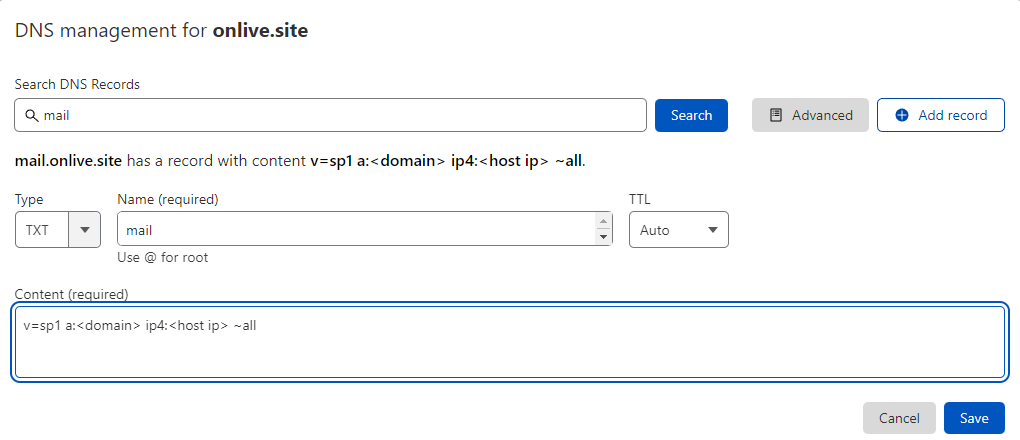 DNS management for onlive.site
Search DNS Records
mail
Search
Advanced
Add record
mail.onlive.site has a record with content v=sp1 a:<domain> ip4:<host ip> ~all.
Type
Name (required)
TTL
TXT
mail
Auto
Use @ for root
Content (required)
v=sp1 a:<domain> ip4:<host ip> ~all
Cancel
Save